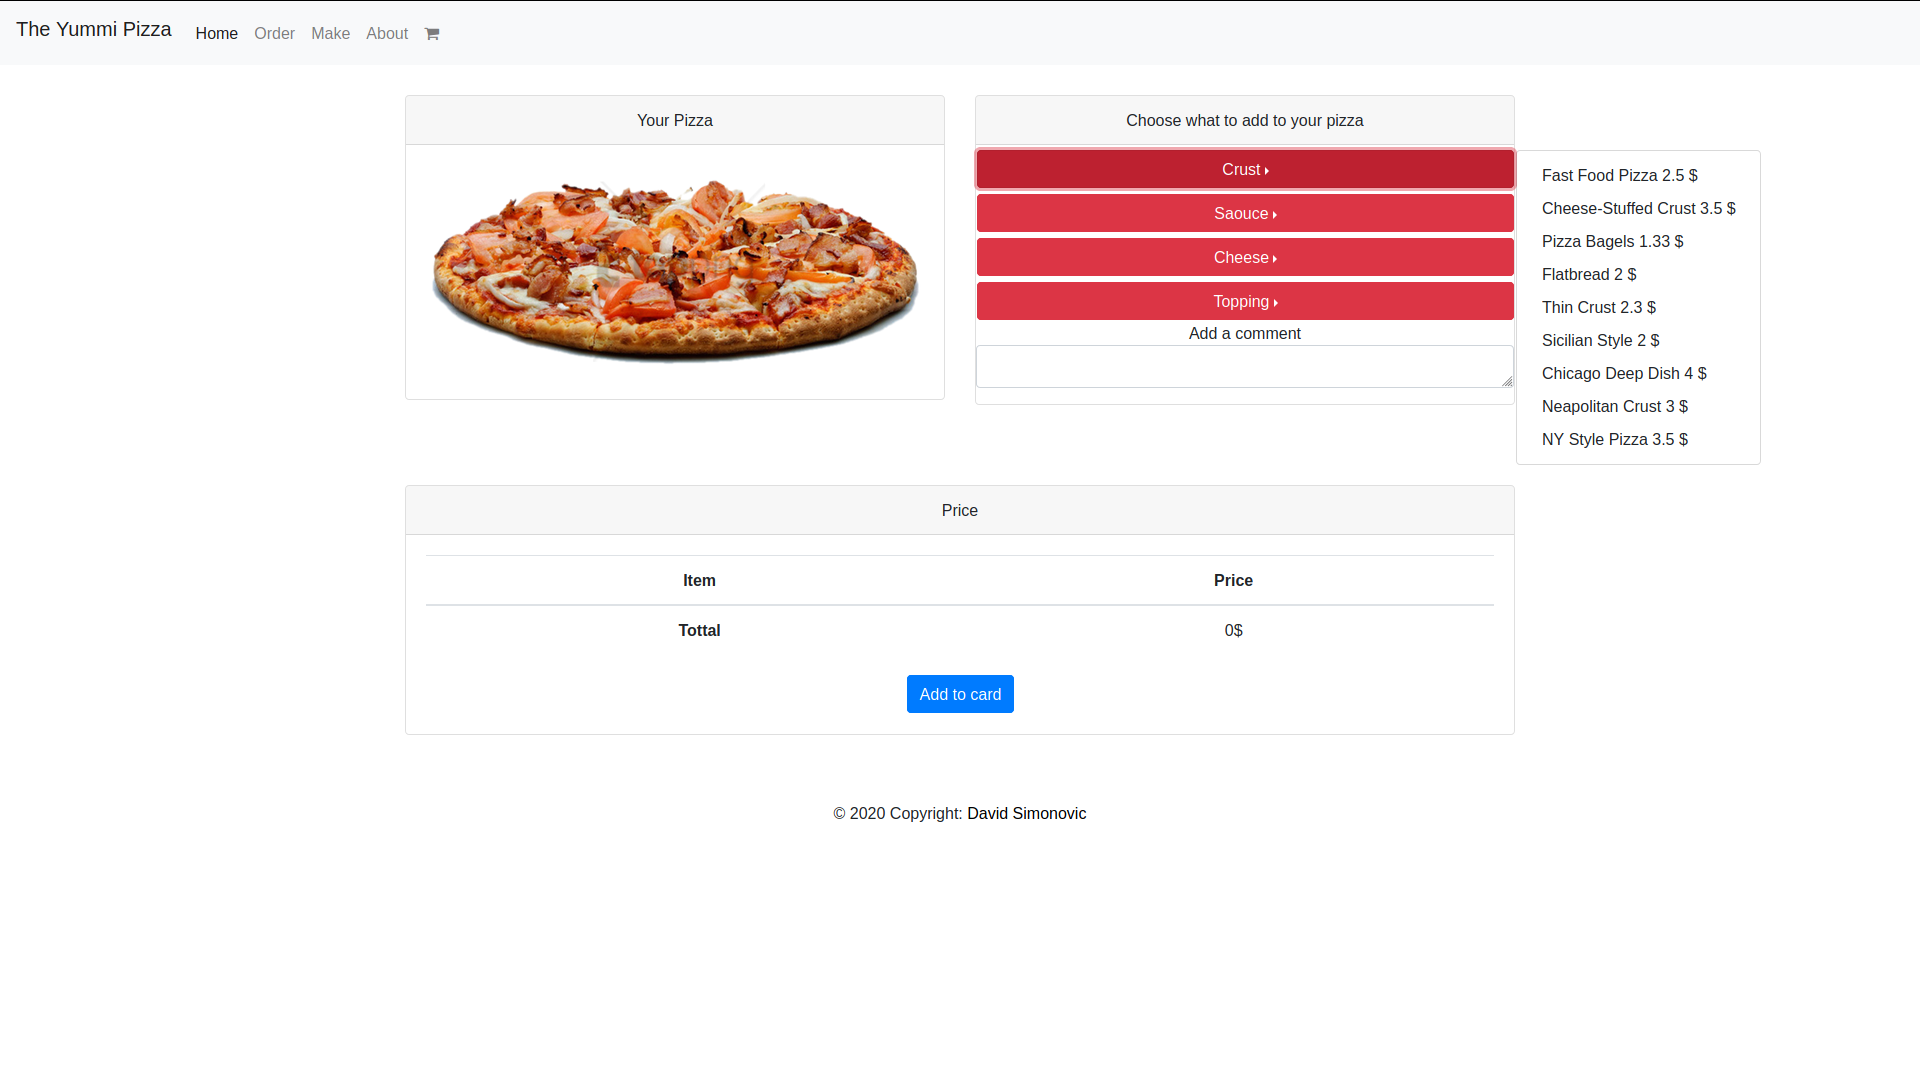 The Yummi Pizza
Home Order Make About
Your Pizza
Choose what to add to your pizza
Crust
Saouce
Cheese
Topping
Add a comment
Fast Food Pizza 2.5 $
Cheese-Stuffed Crust 3.5 $
Pizza Bagels 1.33 $
Flatbread 2 $
Thin Crust 2.3 $
Sicilian Style 2 $
Chicago Deep Dish 4 $
Neapolitan Crust 3 $
NY Style Pizza 3.5 $
Price
Item Price
Tottal 0$
Add to card
© 2020 Copyright: David Simonovic